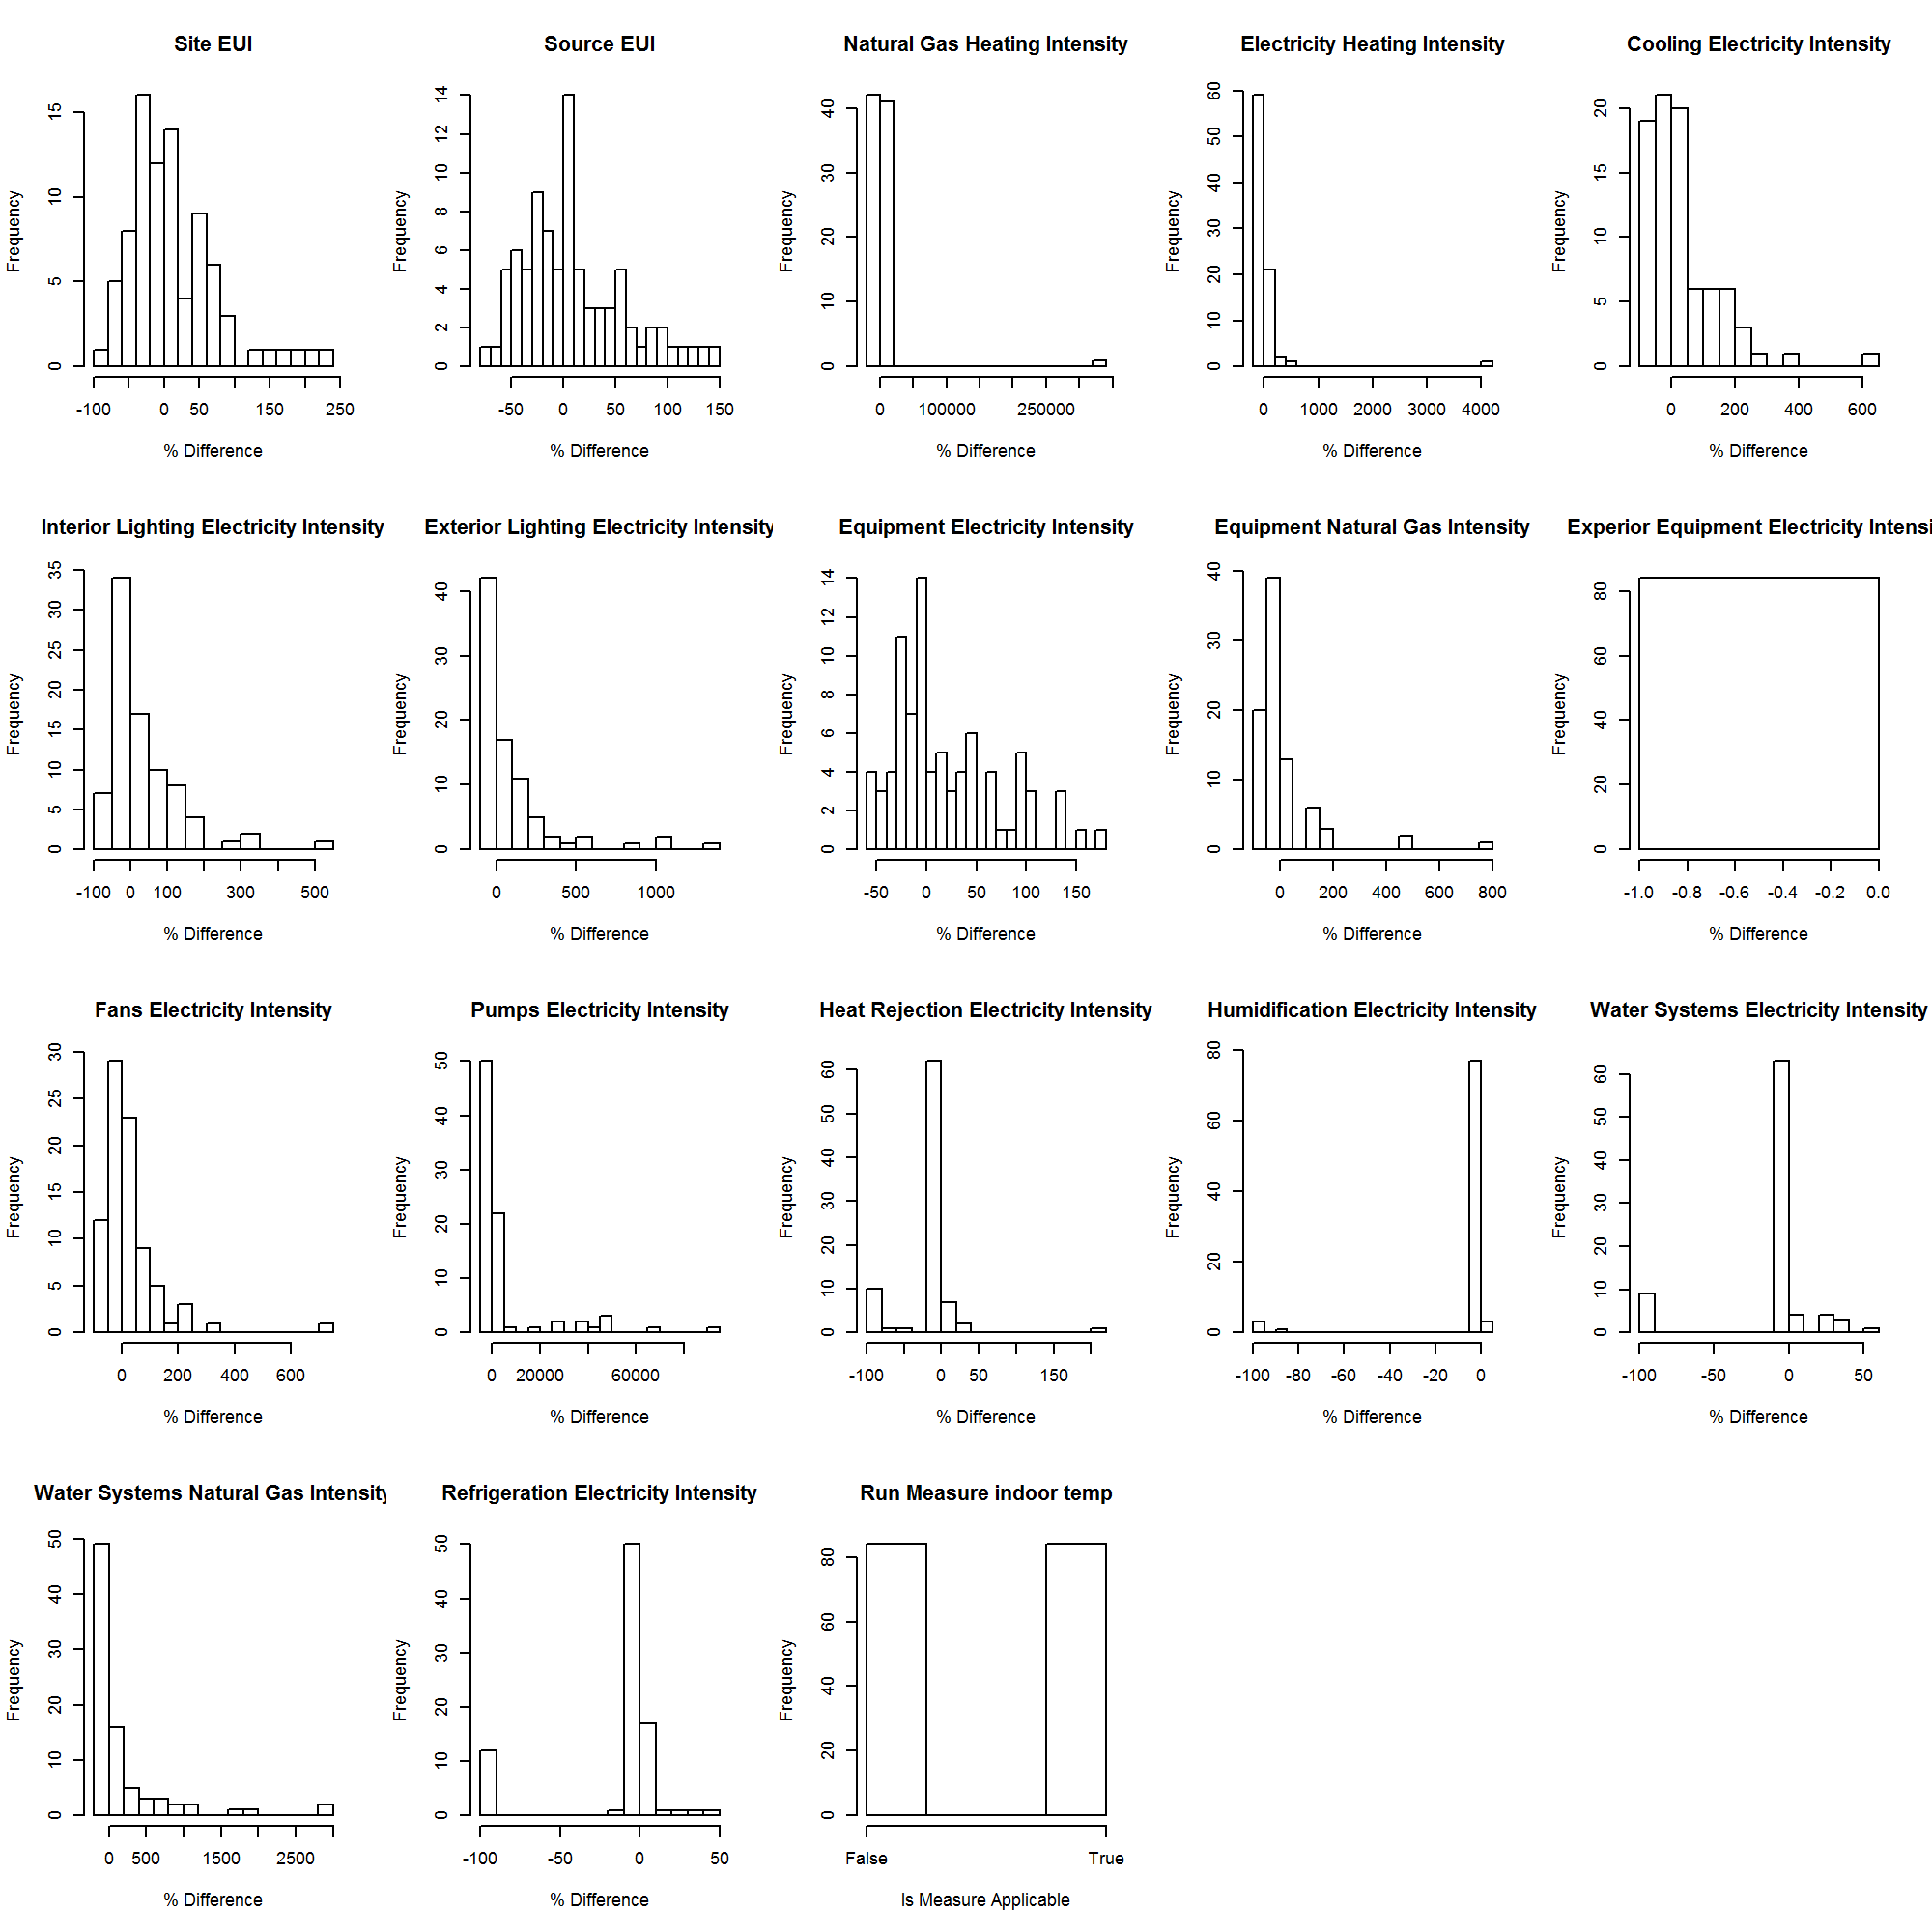 Site EUI
Frequency
0 5 10 15
-100 0 50 150 250
% Difference
Source EUI
Frequency
0 2 4 6 8 10 12 14
-50 0 50 100 150
% Difference
Natural Gas Heating Intensity
Frequency
0 10 20 30 40
0 100000 250000
% Difference
Electricity Heating Intensity
Frequency
0 10 20 30 40 50 60
0 1000 2000 3000 4000
% Difference
Cooling Electricity Intensity
Frequency
0 5 10 15 20
0 200 400 600
% Difference
Interior Lighting Electricity Intensity
Frequency
0 5 10 15 20 25 30 35
-100 0 100 300 500
% Difference
Exterior Lighting Electricity Intensity
Frequency
0 10 20 30 40
0 500 1000
% Difference
Equipment Electricity Intensity
Frequency
0 2 4 6 8 10 12 14
-50 0 50 100 150
% Difference
Equipment Natural Gas Intensity
Frequency
0 10 20 30 40
0 200 400 600 800
% Difference
Experior Equipment Electricity Intensi
Frequency
0 20 40 60 80
-1.0 -0.8 -0.6 -0.4 -0.2 0.0
% Difference
Fans Electricity Intensity
Frequency
0 5 10 15 20 25 30
0 200 400 600
% Difference
Pumps Electricity Intensity
Frequency
0 10 20 30 40 50
0 20000 60000
% Difference
Heat Rejection Electricity Intensity
Frequency
0 10 20 30 40 50 60
-100 0 50 150
% Difference
Humidification Electricity Intensity
Frequency
0 20 40 60 80
-100 -80 -60 -40 -20 0
% Difference
Water Systems Electricity Intensity
Frequency
0 10 20 30 40 50 60
-100 -50 0 50
% Difference
Water Systems Natural Gas Intensity
Frequency
0 10 20 30 40 50
0 500 1500 2500
% Difference
Refrigeration Electricity Intensity
Frequency
0 10 20 30 40 50
-100 -50 0 50
% Difference
Run Measure indoor temp
Frequency
0 20 40 60 80
False True
Is Measure Applicable